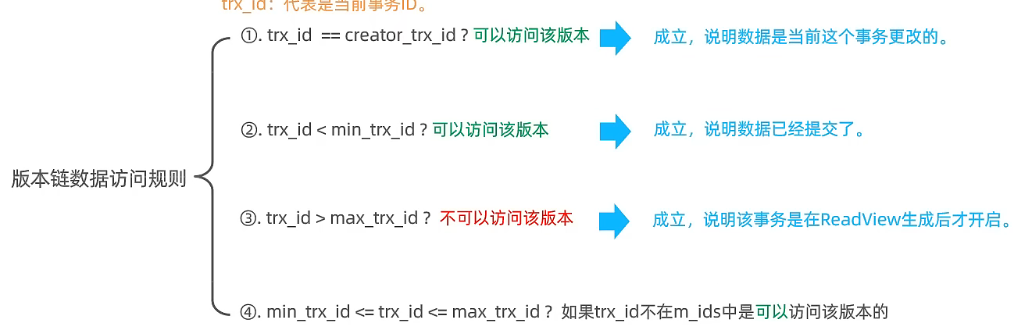 trx_id：代表是当前事务ID。
①. trx_id == creator_trx_id ? 可以访问该版本 成立，说明数据是当前这个事务更改的。
②. trx_id < min_trx_id ? 可以访问该版本 成立，说明数据已经提交了。
版本链数据访问规则
③. trx_id > max_trx_id ? 不可以访问该版本 成立，说明该事务是在ReadView生成后才开启。
④. min_trx_id <= trx_id <= max_trx_id ? 如果trx_id不在m_ids中是可以访问该版本的